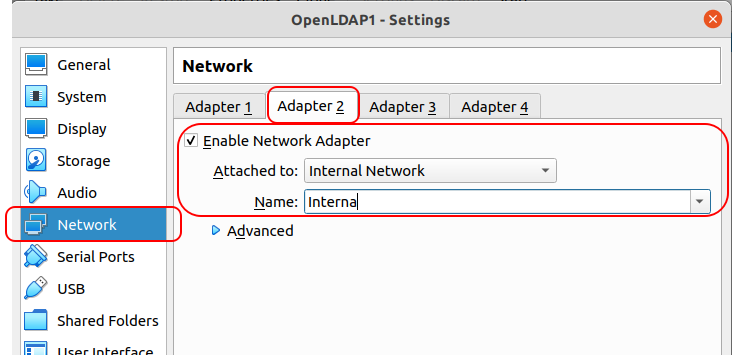 OpenLDAP1 - Settings
General
System
Display
Storage
Audio
Network
Serial Ports
USB
Shared Folders
User Interface
Network
Adapter 1 Adapter 2 Adapter 3 Adapter 4
Enable Network Adapter
Attached to: Internal Network
Name: Interna
Advanced